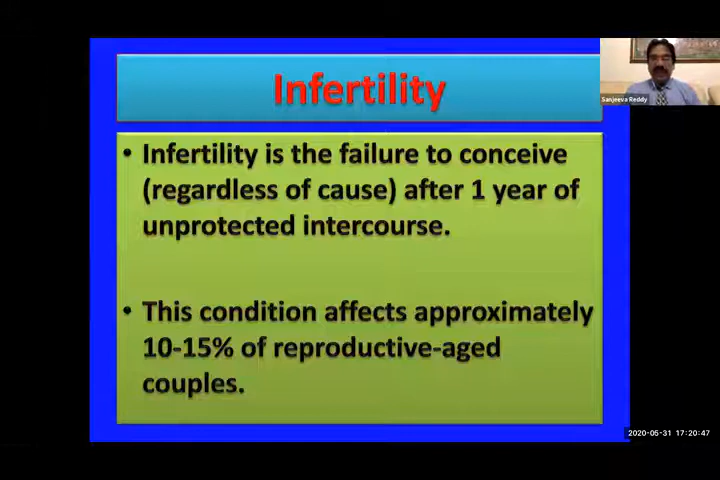 Infertility
Sanjeeva Reddy
• Infertility is the failure to conceive
(regardless of cause) after 1 year of
unprotected intercourse.
• This condition affects approximately
10-15% of reproductive-aged
couples.
2020-05-31 17:20:47